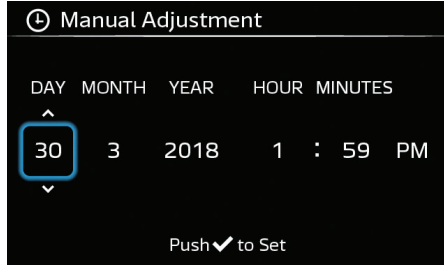 Manual Adjustment
DAY MONTH YEAR HOUR MINUTES
30 3 2018 1 : 59 PM
Push ✔ to Set